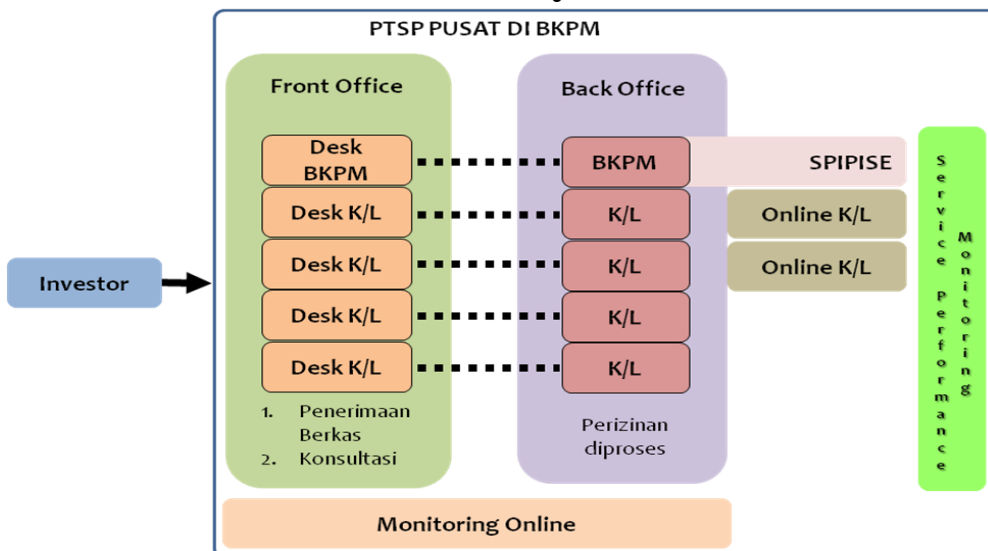 PTSP PUSAT DI BKPM
Front Office
Back Office
Desk
BKPM
BKPM
SPIPISE
Desk K/L
K/L
Online K/L
Desk K/L
K/L
Online K/L
Investor
Desk K/L
K/L
Desk K/L
K/L
1. Penerimaan
Berkas
2. Konsultasi
Perizinan
diproses
Service Performance
Monitoring
Monitoring Online